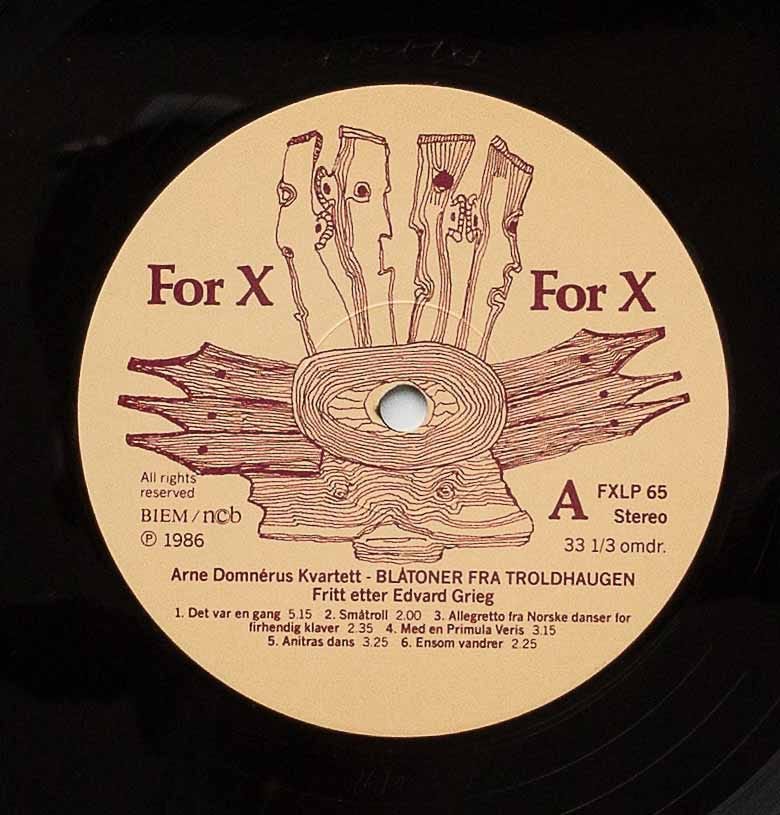 For X
For X
All rights
reserved
BIEM/ncb
℗ 1986
A
FXLP 65
Stereo
33 1/3 omdr.
Arne Domnérus Kvartett - BLÅTONER FRA TROLDHAUGEN
Fritt etter Edvard Grieg
1. Det var en gang 5.15 2. Småtroll 2.00 3. Allegretto fra Norske danser for
firhendig klaver 2.35 4. Med en Primula Veris 3.15
5. Anitras dans 3.25 6. Ensom vandrer 2.25